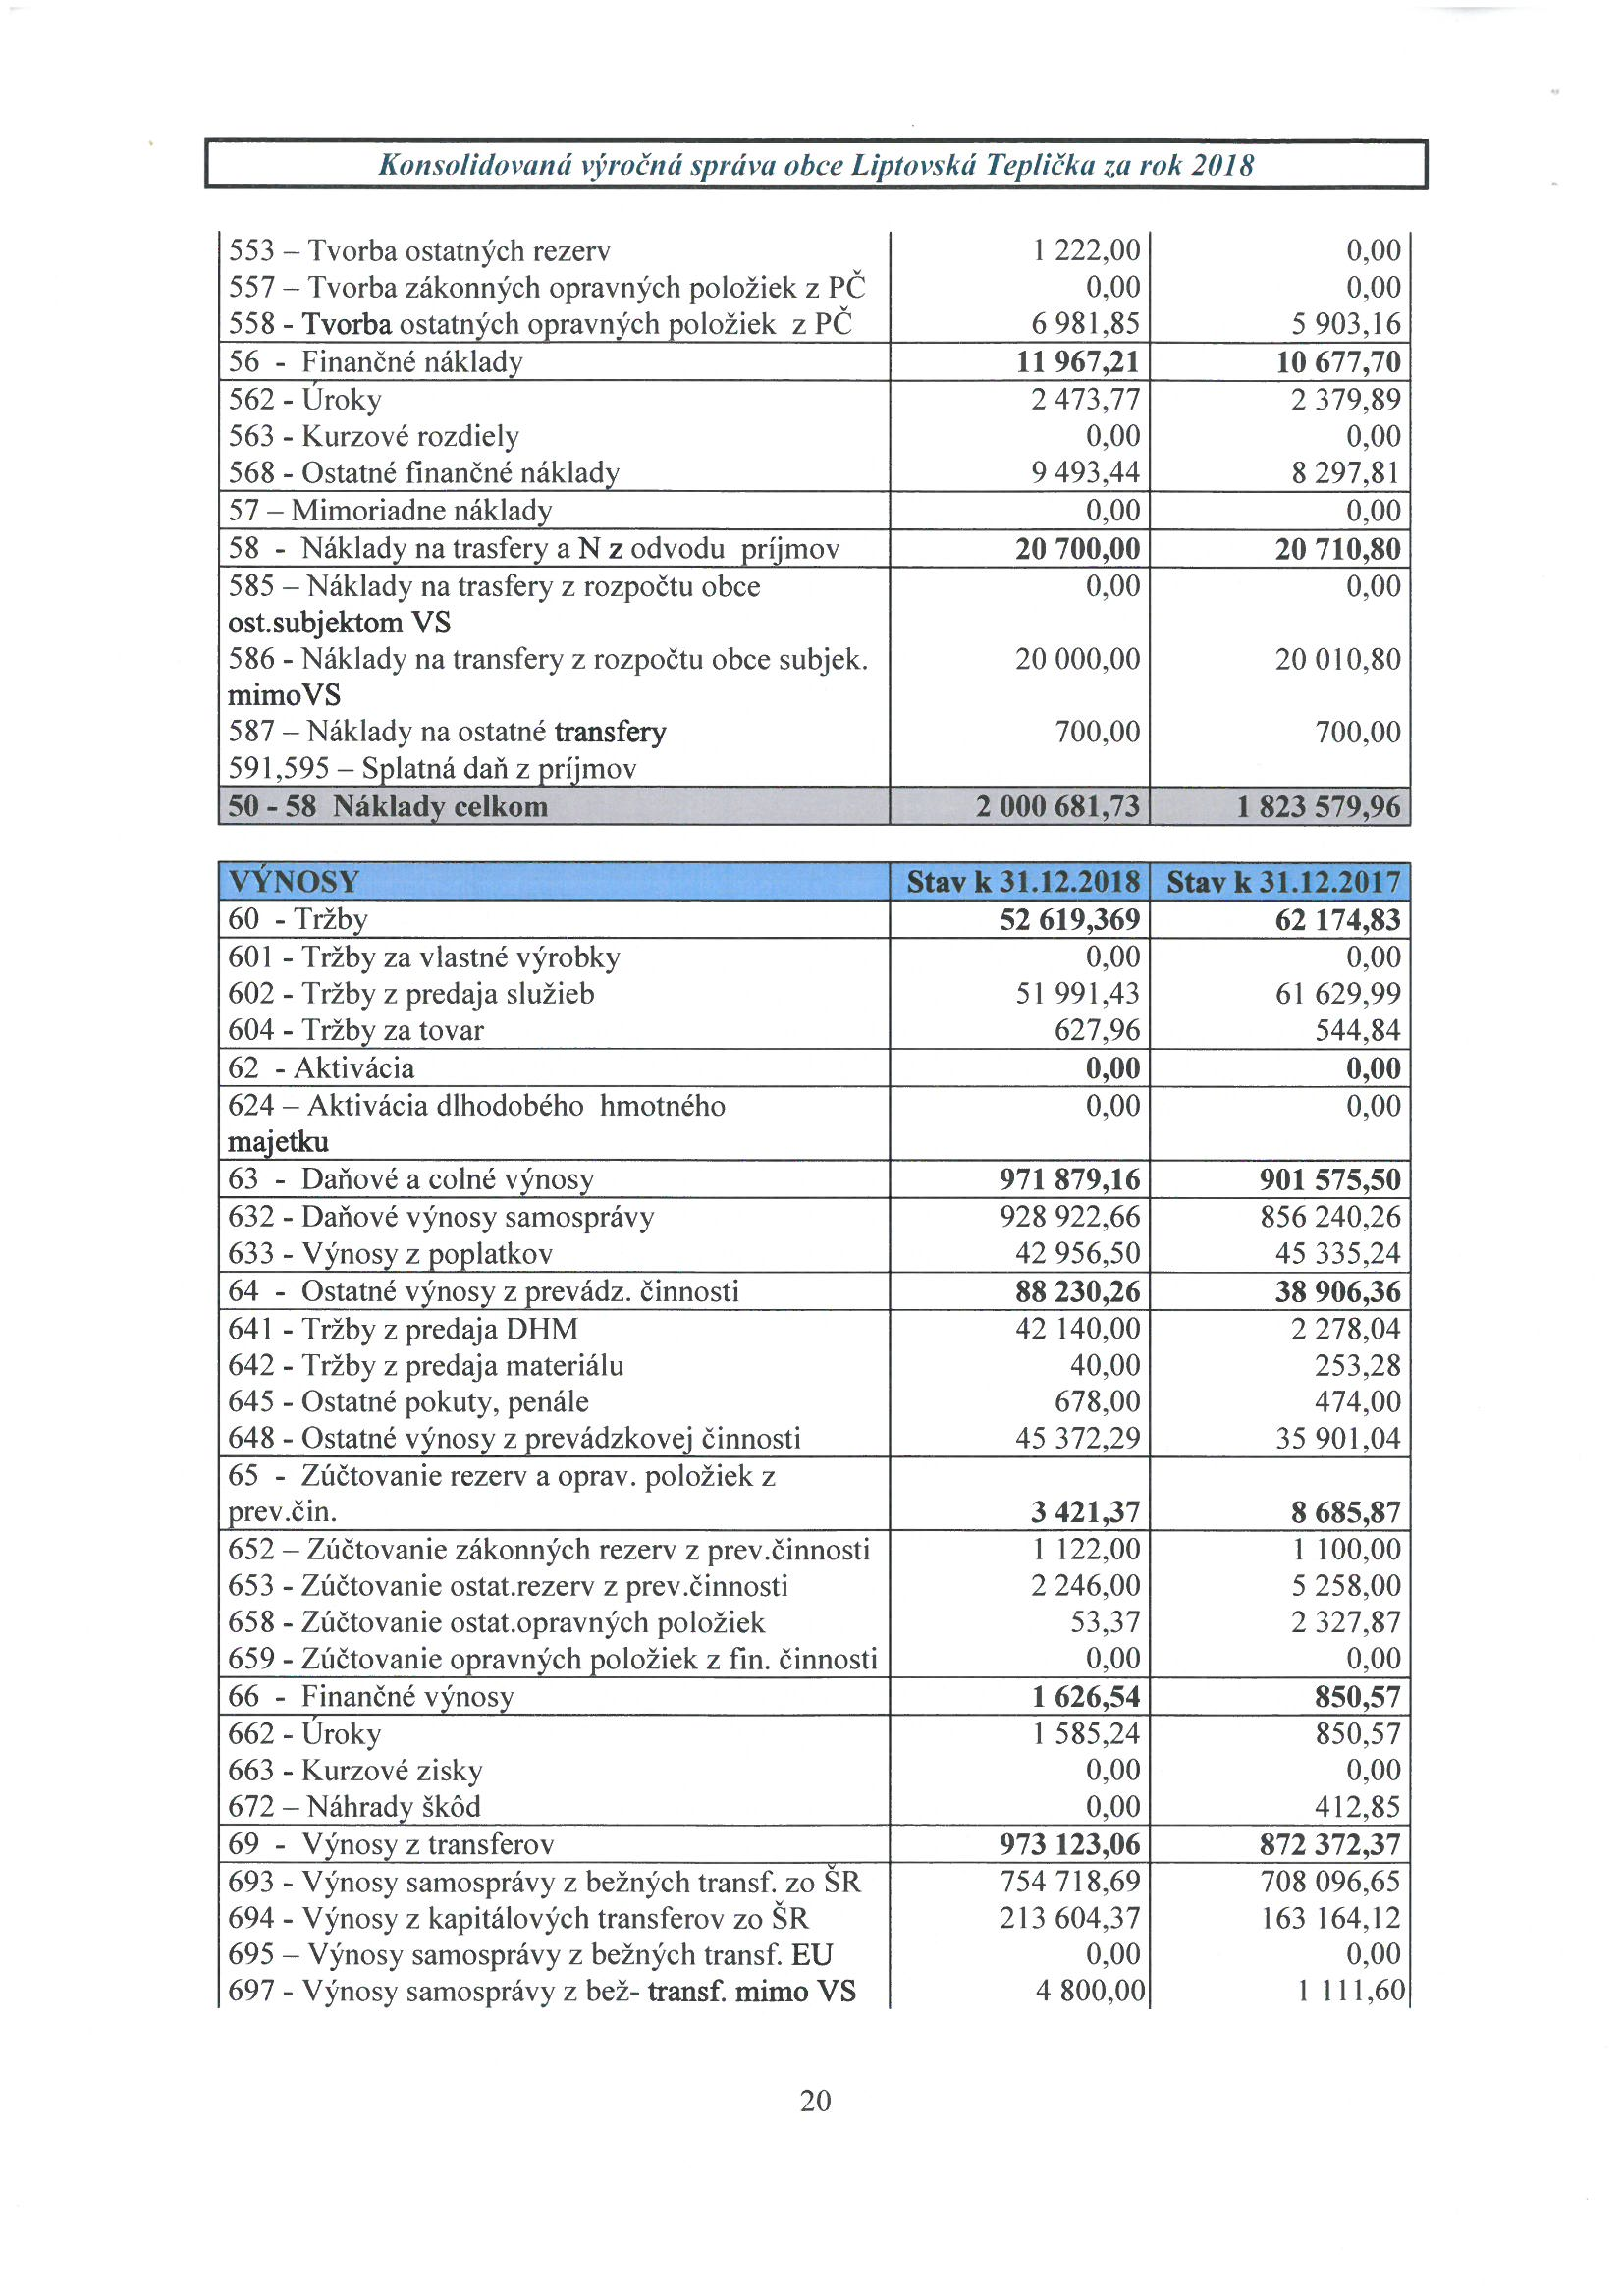 Konsolidovaná výročná správa obce Liptovská Teplička za rok 2018
553 – Tvorba ostatných rezerv 1 222,00 0,00
557 – Tvorba zákonných opravných položiek z PČ 0,00 0,00
558 - Tvorba ostatných opravných položiek z PČ 6 981,85 5 903,16
56 - Finančné náklady 11 967,21 10 677,70
562 - Úroky 2 473,77 2 379,89
563 - Kurzové rozdiely 0,00 0,00
568 - Ostatné finančné náklady 9 493,44 8 297,81
57 – Mimoriadne náklady 0,00 0,00
58 - Náklady na trasfery a N z odvodu príjmov 20 700,00 20 710,80
585 – Náklady na trasfery z rozpočtu obce 0,00 0,00
ost.subjektom VS
586 - Náklady na transfery z rozpočtu obce subjek. 20 000,00 20 010,80
mimoVS
587 – Náklady na ostatné transfery 700,00 700,00
591,595 – Splatná daň z príjmov
50 - 58 Náklady celkom 2 000 681,73 1 823 579,96
VÝNOSY Stav k 31.12.2018 Stav k 31.12.2017
60 - Tržby 52 619,369 62 174,83
601 - Tržby za vlastné výrobky 0,00 0,00
602 - Tržby z predaja služieb 51 991,43 61 629,99
604 - Tržby za tovar 627,96 544,84
62 - Aktivácia 0,00 0,00
624 – Aktivácia dlhodobého hmotného 0,00 0,00
majetku
63 - Daňové a colné výnosy 971 879,16 901 575,50
632 - Daňové výnosy samosprávy 928 922,66 856 240,26
633 - Výnosy z poplatkov 42 956,50 45 335,24
64 - Ostatné výnosy z prevádz. činnosti 88 230,26 38 906,36
641 - Tržby z predaja DHM 42 140,00 2 278,04
642 - Tržby z predaja materiálu 40,00 253,28
645 - Ostatné pokuty, penále 678,00 474,00
648 - Ostatné výnosy z prevádzkovej činnosti 45 372,29 35 901,04
65 - Zúčtovanie rezerv a oprav. položiek z
prev.čin. 3 421,37 8 685,87
652 – Zúčtovanie zákonných rezerv z prev.činnosti 1 122,00 1 100,00
653 - Zúčtovanie ostat.rezerv z prev.činnosti 2 246,00 5 258,00
658 - Zúčtovanie ostat.opravných položiek 53,37 2 327,87
659 - Zúčtovanie opravných položiek z fin. činnosti 0,00 0,00
66 - Finančné výnosy 1 626,54 850,57
662 - Úroky 1 585,24 850,57
663 - Kurzové zisky 0,00 0,00
672 – Náhrady škôd 0,00 412,85
69 - Výnosy z transferov 973 123,06 872 372,37
693 - Výnosy samosprávy z bežných transf. zo ŠR 754 718,69 708 096,65
694 - Výnosy z kapitálových transferov zo ŠR 213 604,37 163 164,12
695 – Výnosy samosprávy z bežných transf. EU 0,00 0,00
697 - Výnosy samosprávy z bež- transf. mimo VS 4 800,00 1 111,60
20